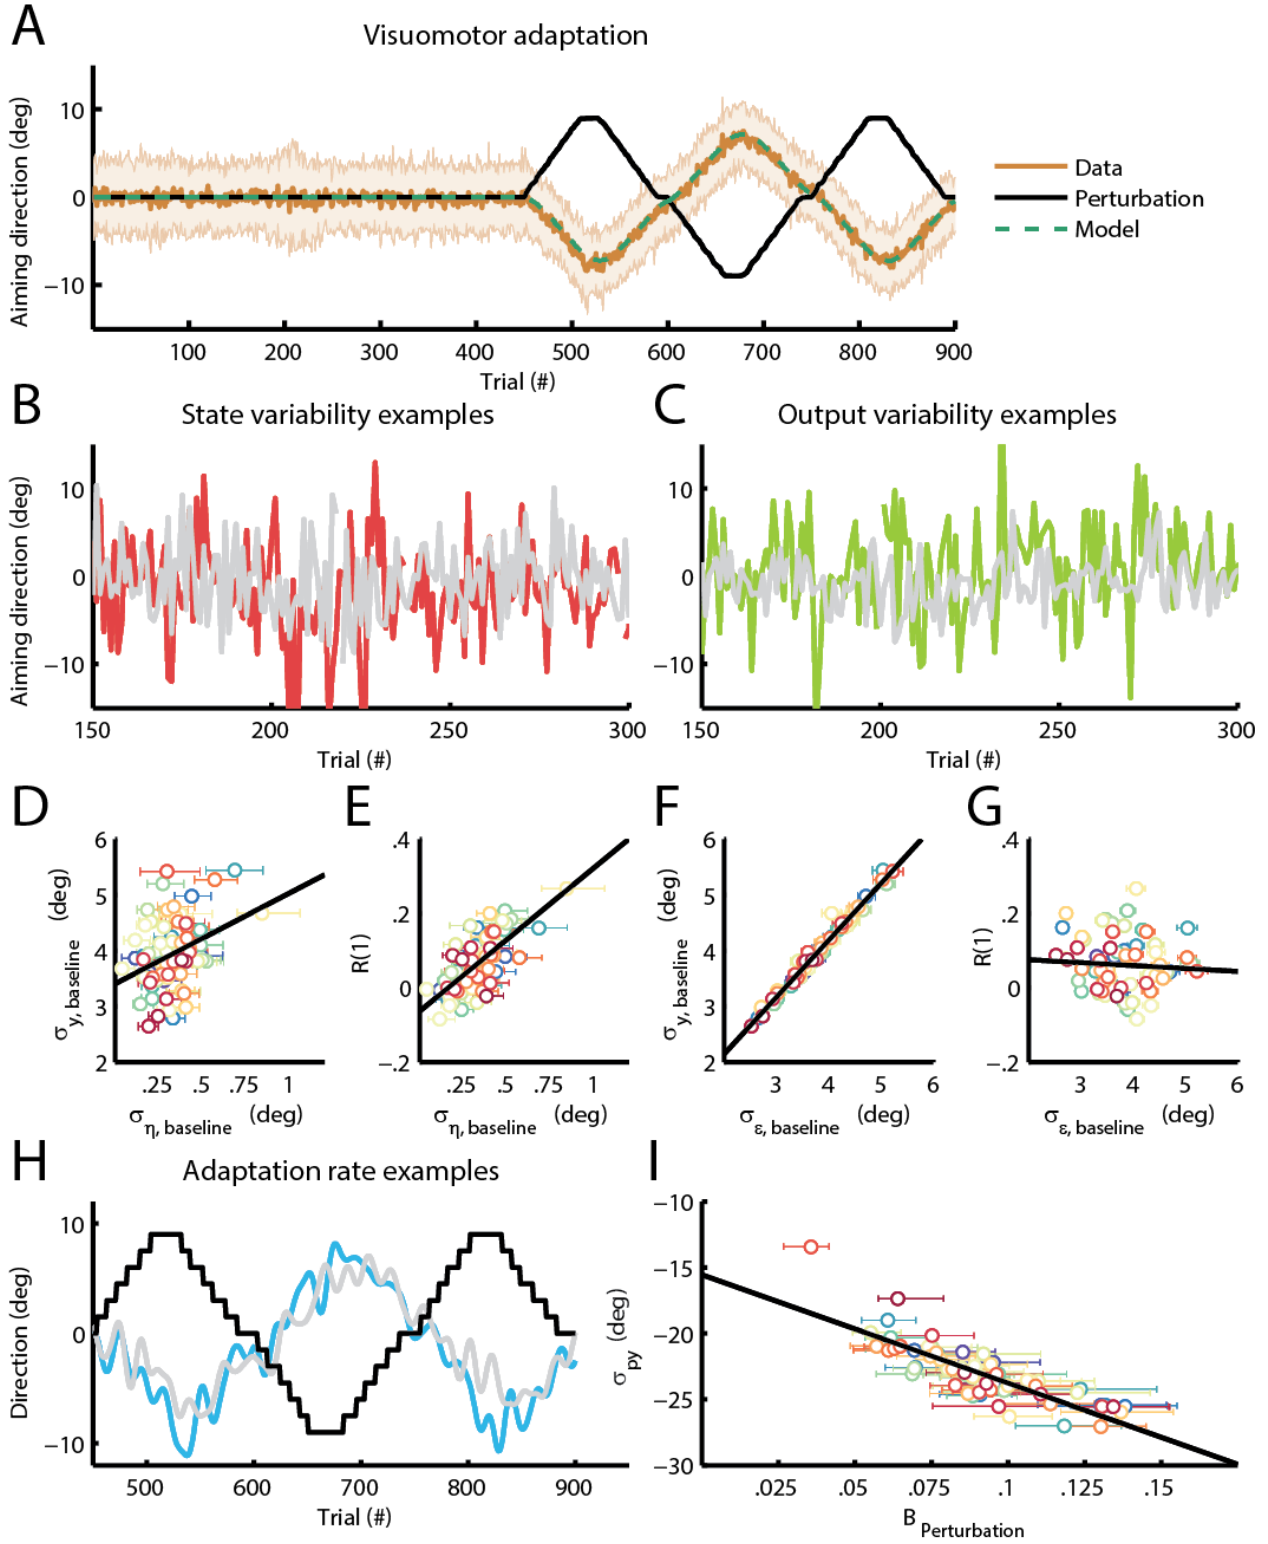 A
Visuomotor adaptation
Aiming direction (deg)
10
0
−10
100 200 300 400 500 600 700 800 900
Trial (#)
Data
Perturbation
Model
B
State variability examples
Aiming direction (deg)
10
0
−10
150 200 250 300
Trial (#)
C
Output variability examples
10
0
−10
150 200 250 300
Trial (#)
D
σy, baseline (deg)
6
5
4
3
2
.25 .5 .75 1
ση, baseline (deg)
E
R(1)
.4
.2
0
−.2
.25 .5 .75 1
ση, baseline (deg)
F
σy, baseline (deg)
6
5
4
3
2
3 4 5 6
σε, baseline (deg)
G
R(1)
.4
.2
0
−.2
3 4 5 6
σε, baseline (deg)
H
Adaptation rate examples
Direction (deg)
10
0
−10
500 600 700 800 900
Trial (#)
I
σpy (deg)
−10
−15
−20
−25
−30
.025 .05 .075 .1 .125 .15
B Perturbation